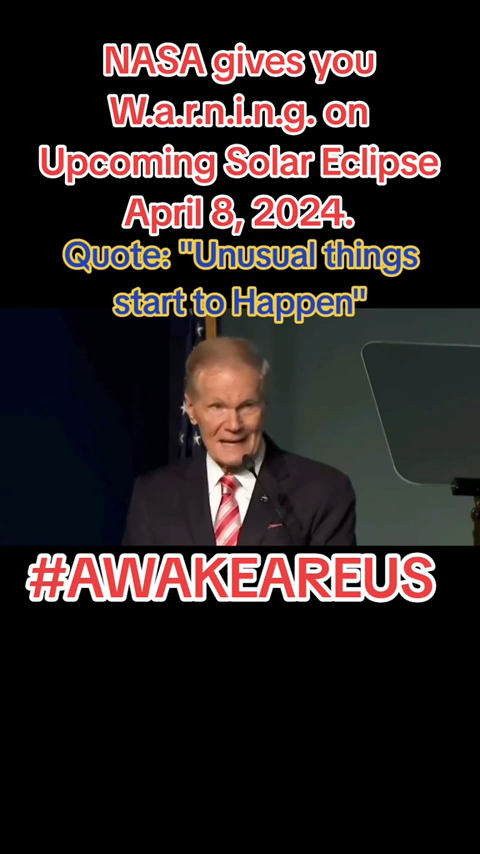 NASA gives you
W.a.r.n.i.n.g. on
Upcoming Solar Eclipse
April 8, 2024.
Quote: "Unusual things
start to Happen"
#AWAKEAREUS